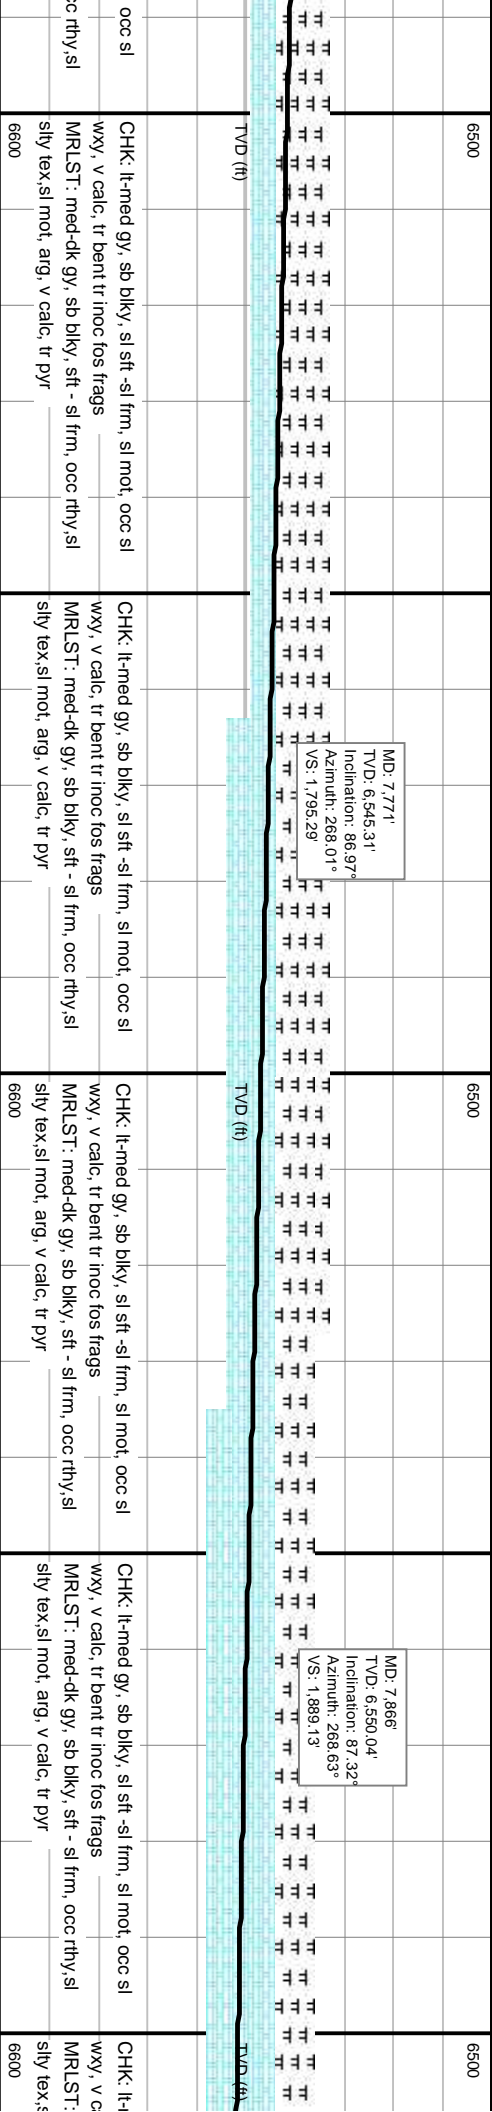 occ sl
cc rthy,sl
6500
TVD (ft)
6600
CHK: lt-med gy, sb blky, sl sft -sl frm, sl mot, occ sl
wxy, v calc, tr bent tr inoc fos frags
MRLST: med-dk gy, sb blky, sft - sl frm, occ rthy,sl
slty tex,sl mot, arg, v calc, tr pyr
MD: 7,771'
TVD: 6,545.31'
Inclination: 86.97°
Azimuth: 268.01°
VS: 1,795.29'
CHK: lt-med gy, sb blky, sl sft -sl frm, sl mot, occ sl
wxy, v calc, tr bent tr inoc fos frags
MRLST: med-dk gy, sb blky, sft - sl frm, occ rthy,sl
slty tex,sl mot, arg, v calc, tr pyr
6500
TVD (ft)
6600
CHK: lt-med gy, sb blky, sl sft -sl frm, sl mot, occ sl
wxy, v calc, tr bent tr inoc fos frags
MRLST: med-dk gy, sb blky, sft - sl frm, occ rthy,sl
slty tex,sl mot, arg, v calc, tr pyr
MD: 7,866'
TVD: 6,550.04'
Inclination: 87.32°
Azimuth: 268.63°
VS: 1,889.13'
CHK: lt-med gy, sb blky, sl sft -sl frm, sl mot, occ sl
wxy, v calc, tr bent tr inoc fos frags
MRLST: med-dk gy, sb blky, sft - sl frm, occ rthy,sl
slty tex,sl mot, arg, v calc, tr pyr
6500
TVD (ft)
6600
CHK: lt-
wxy, v ca
MRLST:
slty tex,s